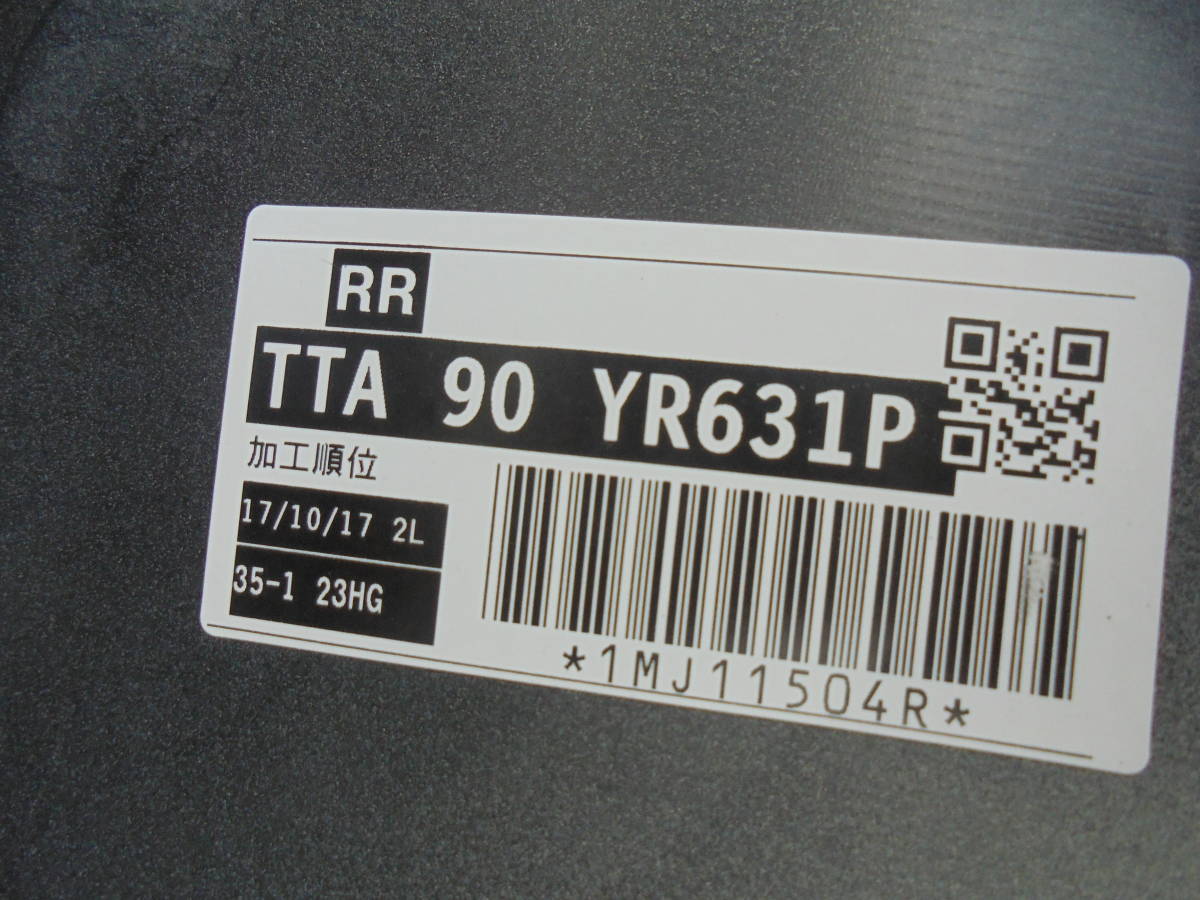 RR
TTA 90 YR631P
加工順位
17/10/17 2L
35-1 23HG
*1MJ11504R*